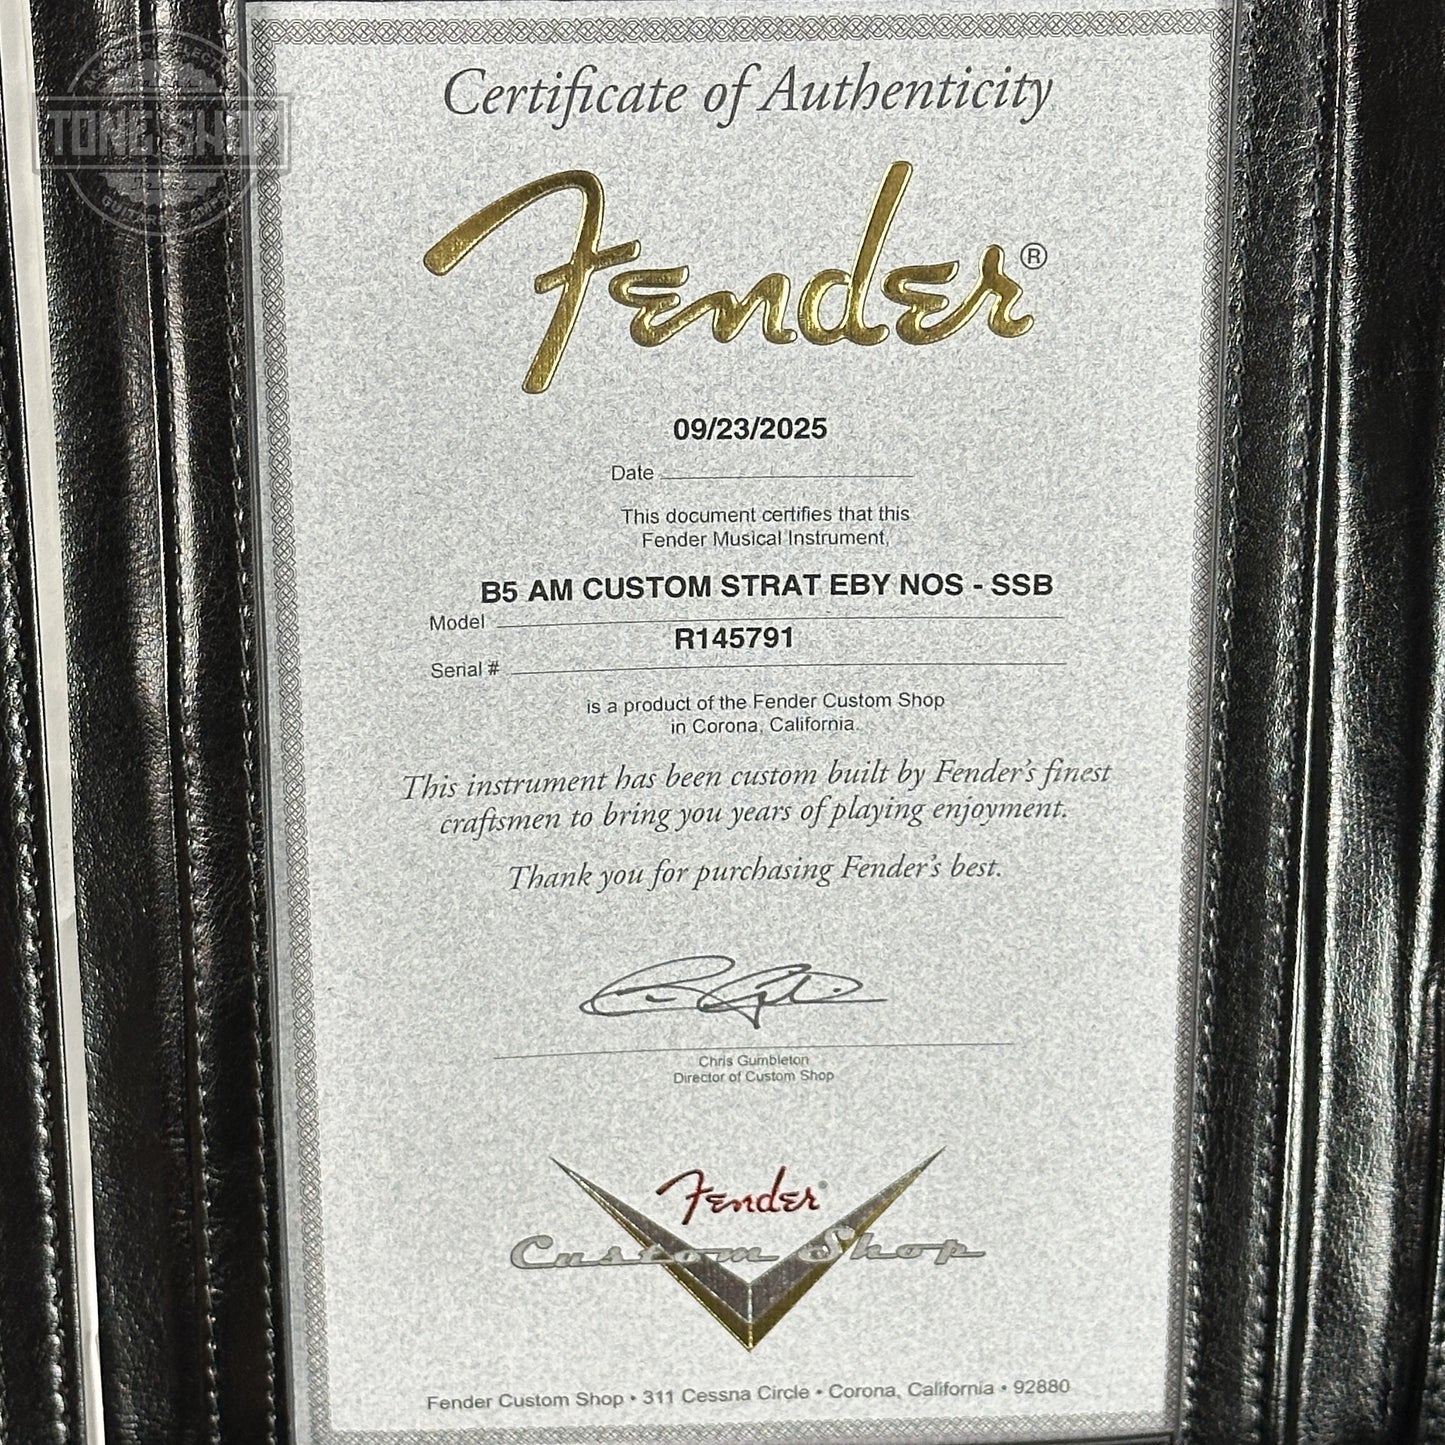 TONE SHOP
Certificate of Authenticity
Fender®
09/23/2025
Date
This document certifies that this
Fender Musical Instrument,
B5 AM CUSTOM STRAT EBY NOS - SSB
Model
R145791
Serial #
is a product of the Fender Custom Shop
in Corona, California.
This instrument has been custom built by Fender's finest
craftsmen to bring you years of playing enjoyment.
Thank you for purchasing Fender's best.
Chris Gumbleton
Director of Custom Shop
Fender®
Custom Shop
Fender Custom Shop • 311 Cessna Circle • Corona, California • 92880